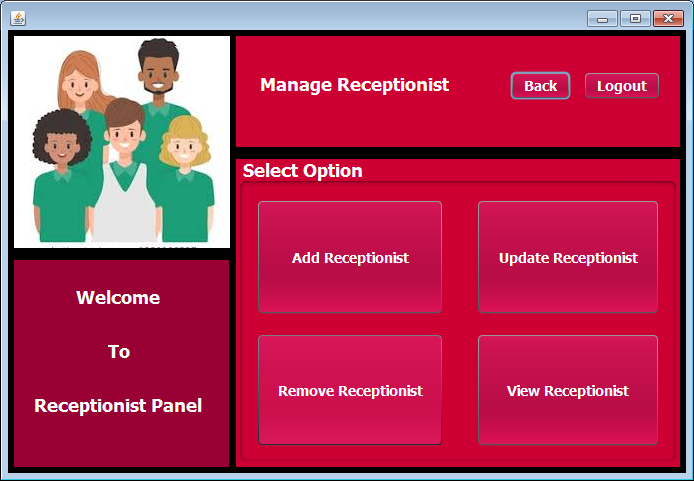 Manage Receptionist
Back
Logout
Select Option
Add Receptionist
Update Receptionist
Remove Receptionist
View Receptionist
Welcome
To
Receptionist Panel